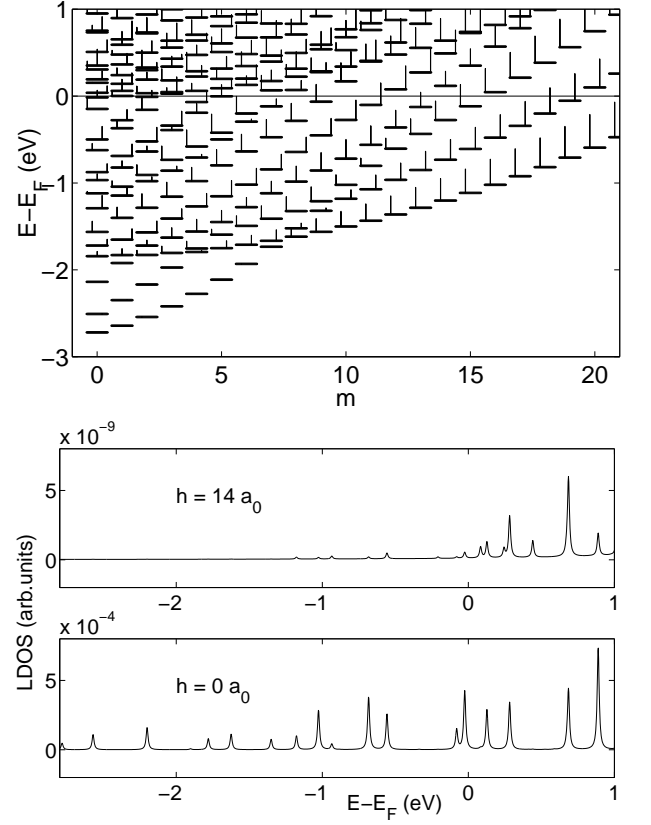 1
0
−1
−2
−3
E−E_F (eV)
0 5 10 15 20
m
x 10^−9
5
0
h = 14 a_0
−2 −1 0 1
LDOS (arb.units)
x 10^−4
5
0
h = 0 a_0
−2 −1 0 1
E−E_F (eV)